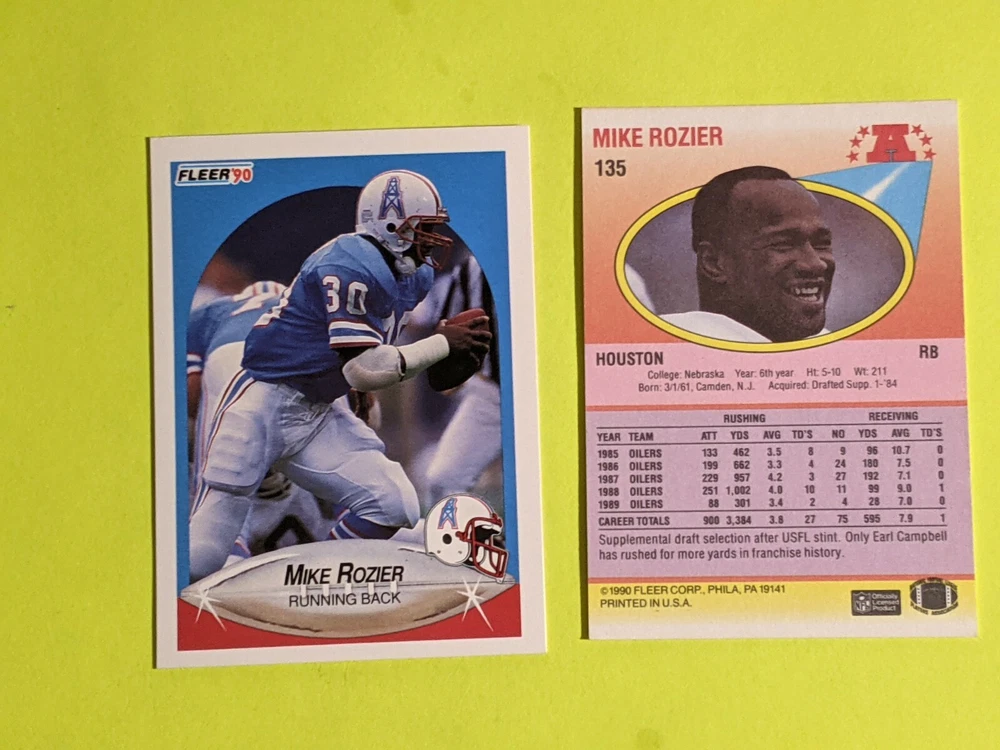 FLEER '90
30
MIKE ROZIER
RUNNING BACK
MIKE ROZIER
135
A
HOUSTON RB
College: Nebraska Year: 6th year Ht: 5-10 Wt: 211
Born: 3/1/61, Camden, N.J. Acquired: Drafted Supp. 1-'84
RUSHING RECEIVING
YEAR TEAM ATT YDS AVG TD'S NO YDS AVG TD'S
1985 OILERS 133 462 3.5 8 9 96 10.7 0
1986 OILERS 199 662 3.3 4 24 180 7.5 0
1987 OILERS 229 957 4.2 3 27 192 7.1 0
1988 OILERS 251 1,002 4.0 10 11 99 9.0 1
1989 OILERS 88 301 3.4 2 4 28 7.0 0
CAREER TOTALS 900 3,384 3.8 27 75 595 7.9 1
Supplemental draft selection after USFL stint. Only Earl Campbell
has rushed for more yards in franchise history.
©1990 FLEER CORP., PHILA, PA 19141
PRINTED IN U.S.A.
NFL
Officially
Licensed
Product